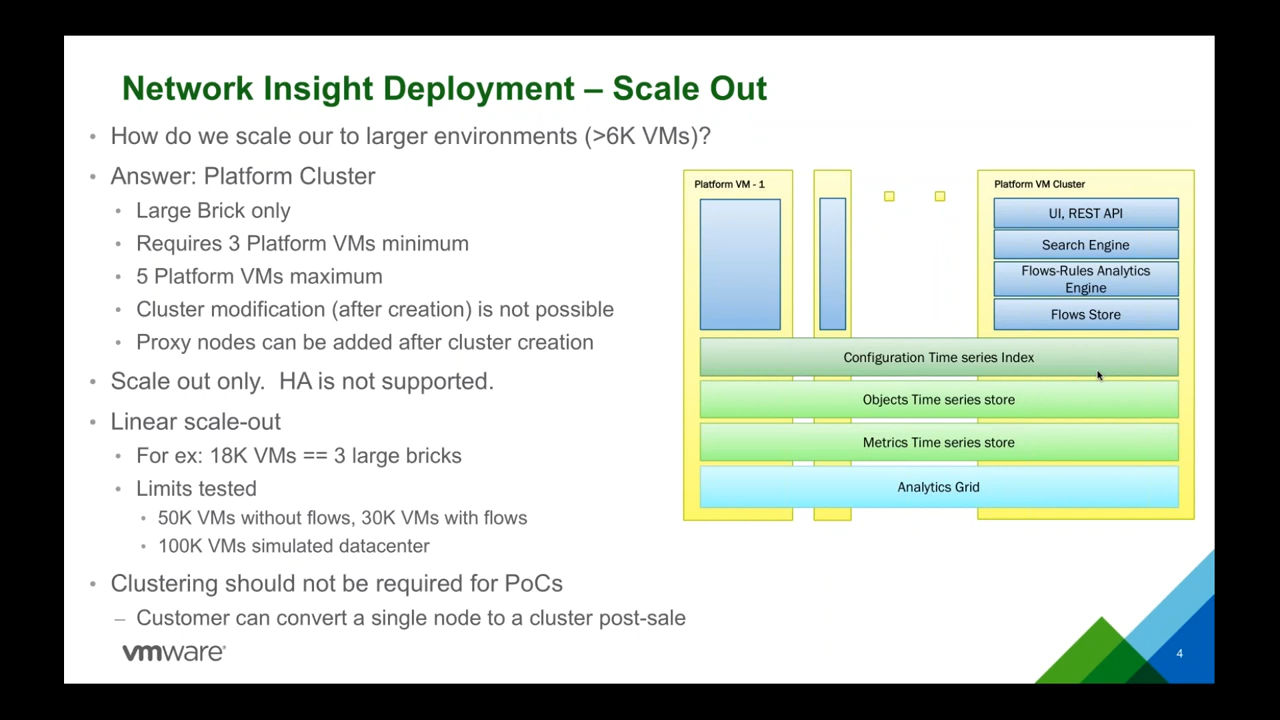 Network Insight Deployment – Scale Out
• How do we scale our to larger environments (>6K VMs)?
• Answer: Platform Cluster
• Large Brick only
• Requires 3 Platform VMs minimum
• 5 Platform VMs maximum
• Cluster modification (after creation) is not possible
• Proxy nodes can be added after cluster creation
• Scale out only.  HA is not supported.
• Linear scale-out
• For ex: 18K VMs == 3 large bricks
• Limits tested
• 50K VMs without flows, 30K VMs with flows
• 100K VMs simulated datacenter
• Clustering should not be required for PoCs
– Customer can convert a single node to a cluster post-sale
Platform VM - 1
Platform VM Cluster
UI, REST API
Search Engine
Flows-Rules Analytics
Engine
Flows Store
Configuration Time series Index
Objects Time series store
Metrics Time series store
Analytics Grid
vmware®
4